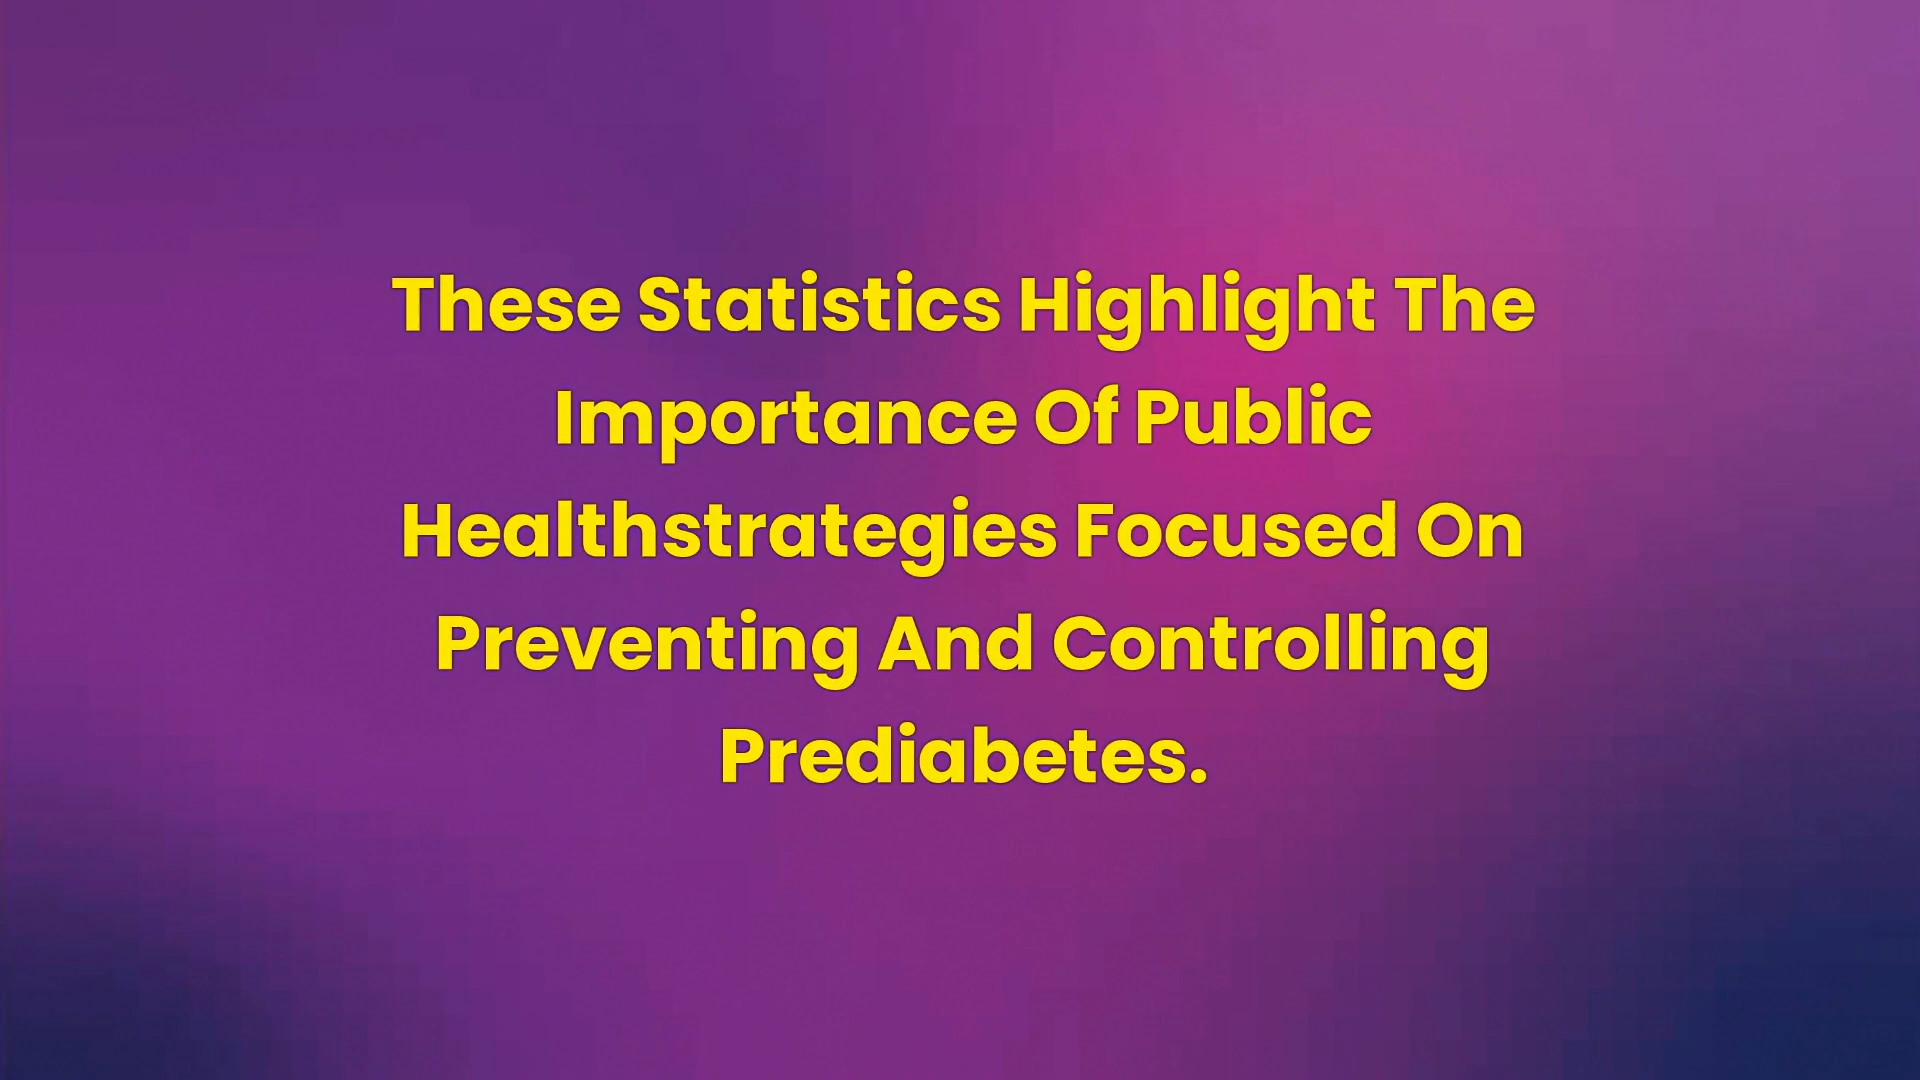 These Statistics Highlight The
Importance Of Public
Healthstrategies Focused On
Preventing And Controlling
Prediabetes.